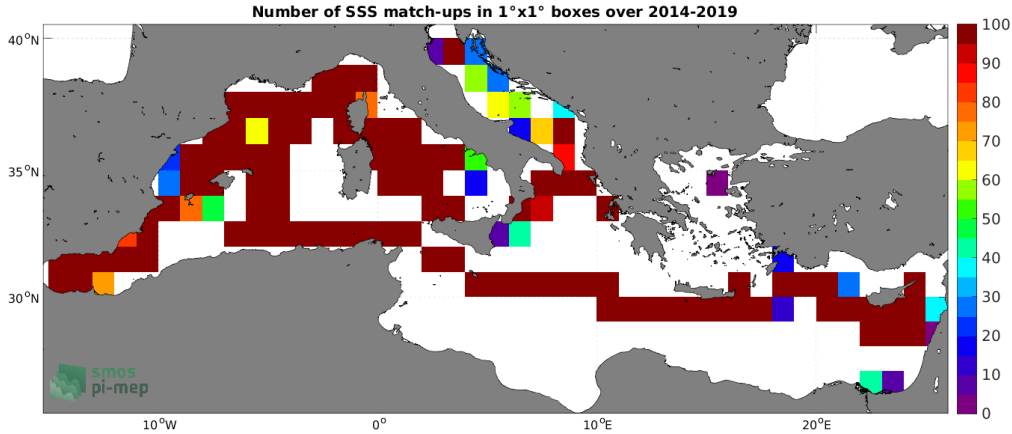 Number of SSS match-ups in 1°x1° boxes over 2014-2019
40°N
35°N
30°N
10°W
0°
10°E
20°E
100
90
80
70
60
50
40
30
20
10
0
smos
pi-mep